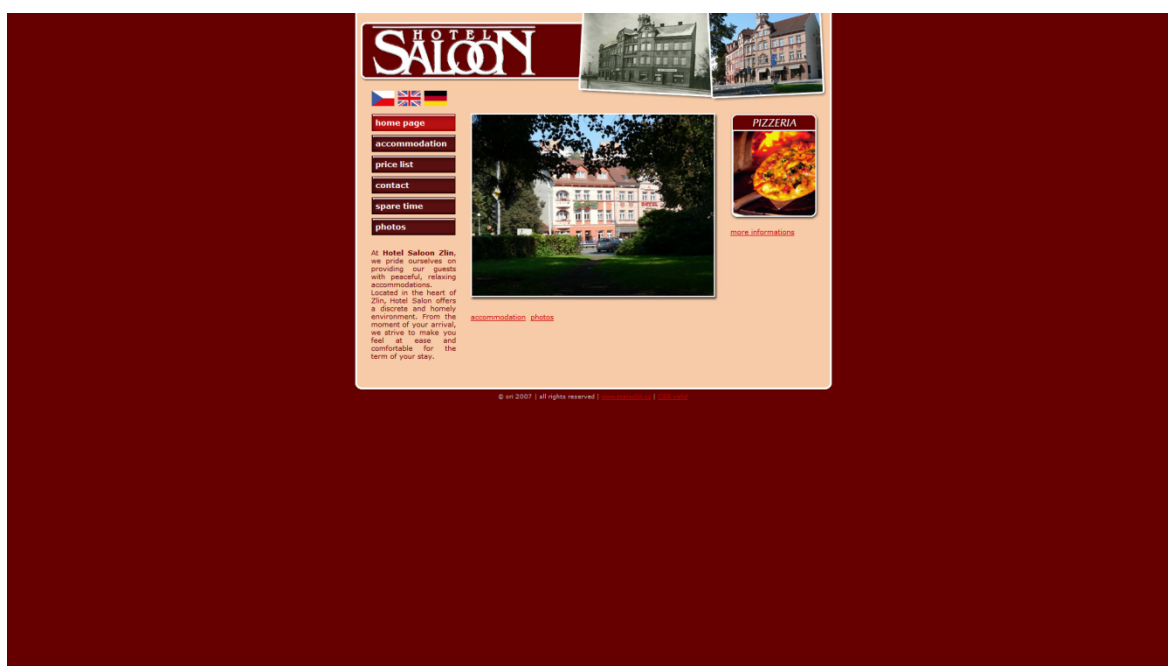 HOTEL
SALOON
home page
accommodation
price list
contact
spare time
photos
At Hotel Saloon Zlin,
we pride ourselves on
providing our guests
with peaceful, relaxing
accommodations.
Located in the heart of
Zlin, Hotel Salon offers
a discrete and homely
environment. From the
moment of your arrival,
we strive to make you
feel at ease and
comfortable for the
term of your stay.
accommodation photos
PIZZERIA
more informations
© ori 2007 | all rights reserved | |